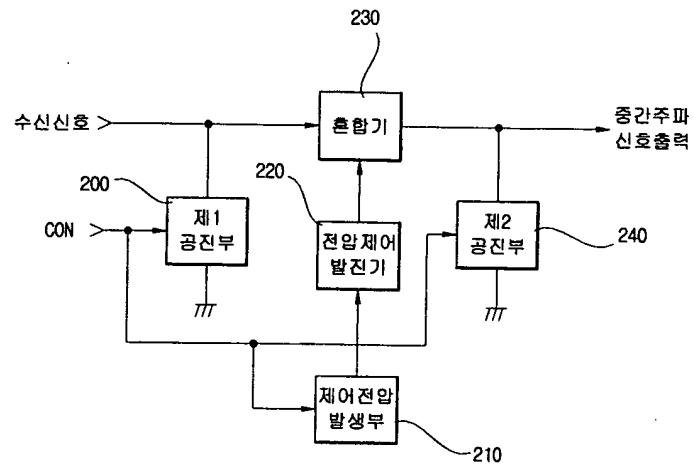 230
수신신호
혼합기
중간주파
신호출력
200
220
CON
제1
공진부
전압제어
발진기
제2
공진부
240
제어전압
발생부
210